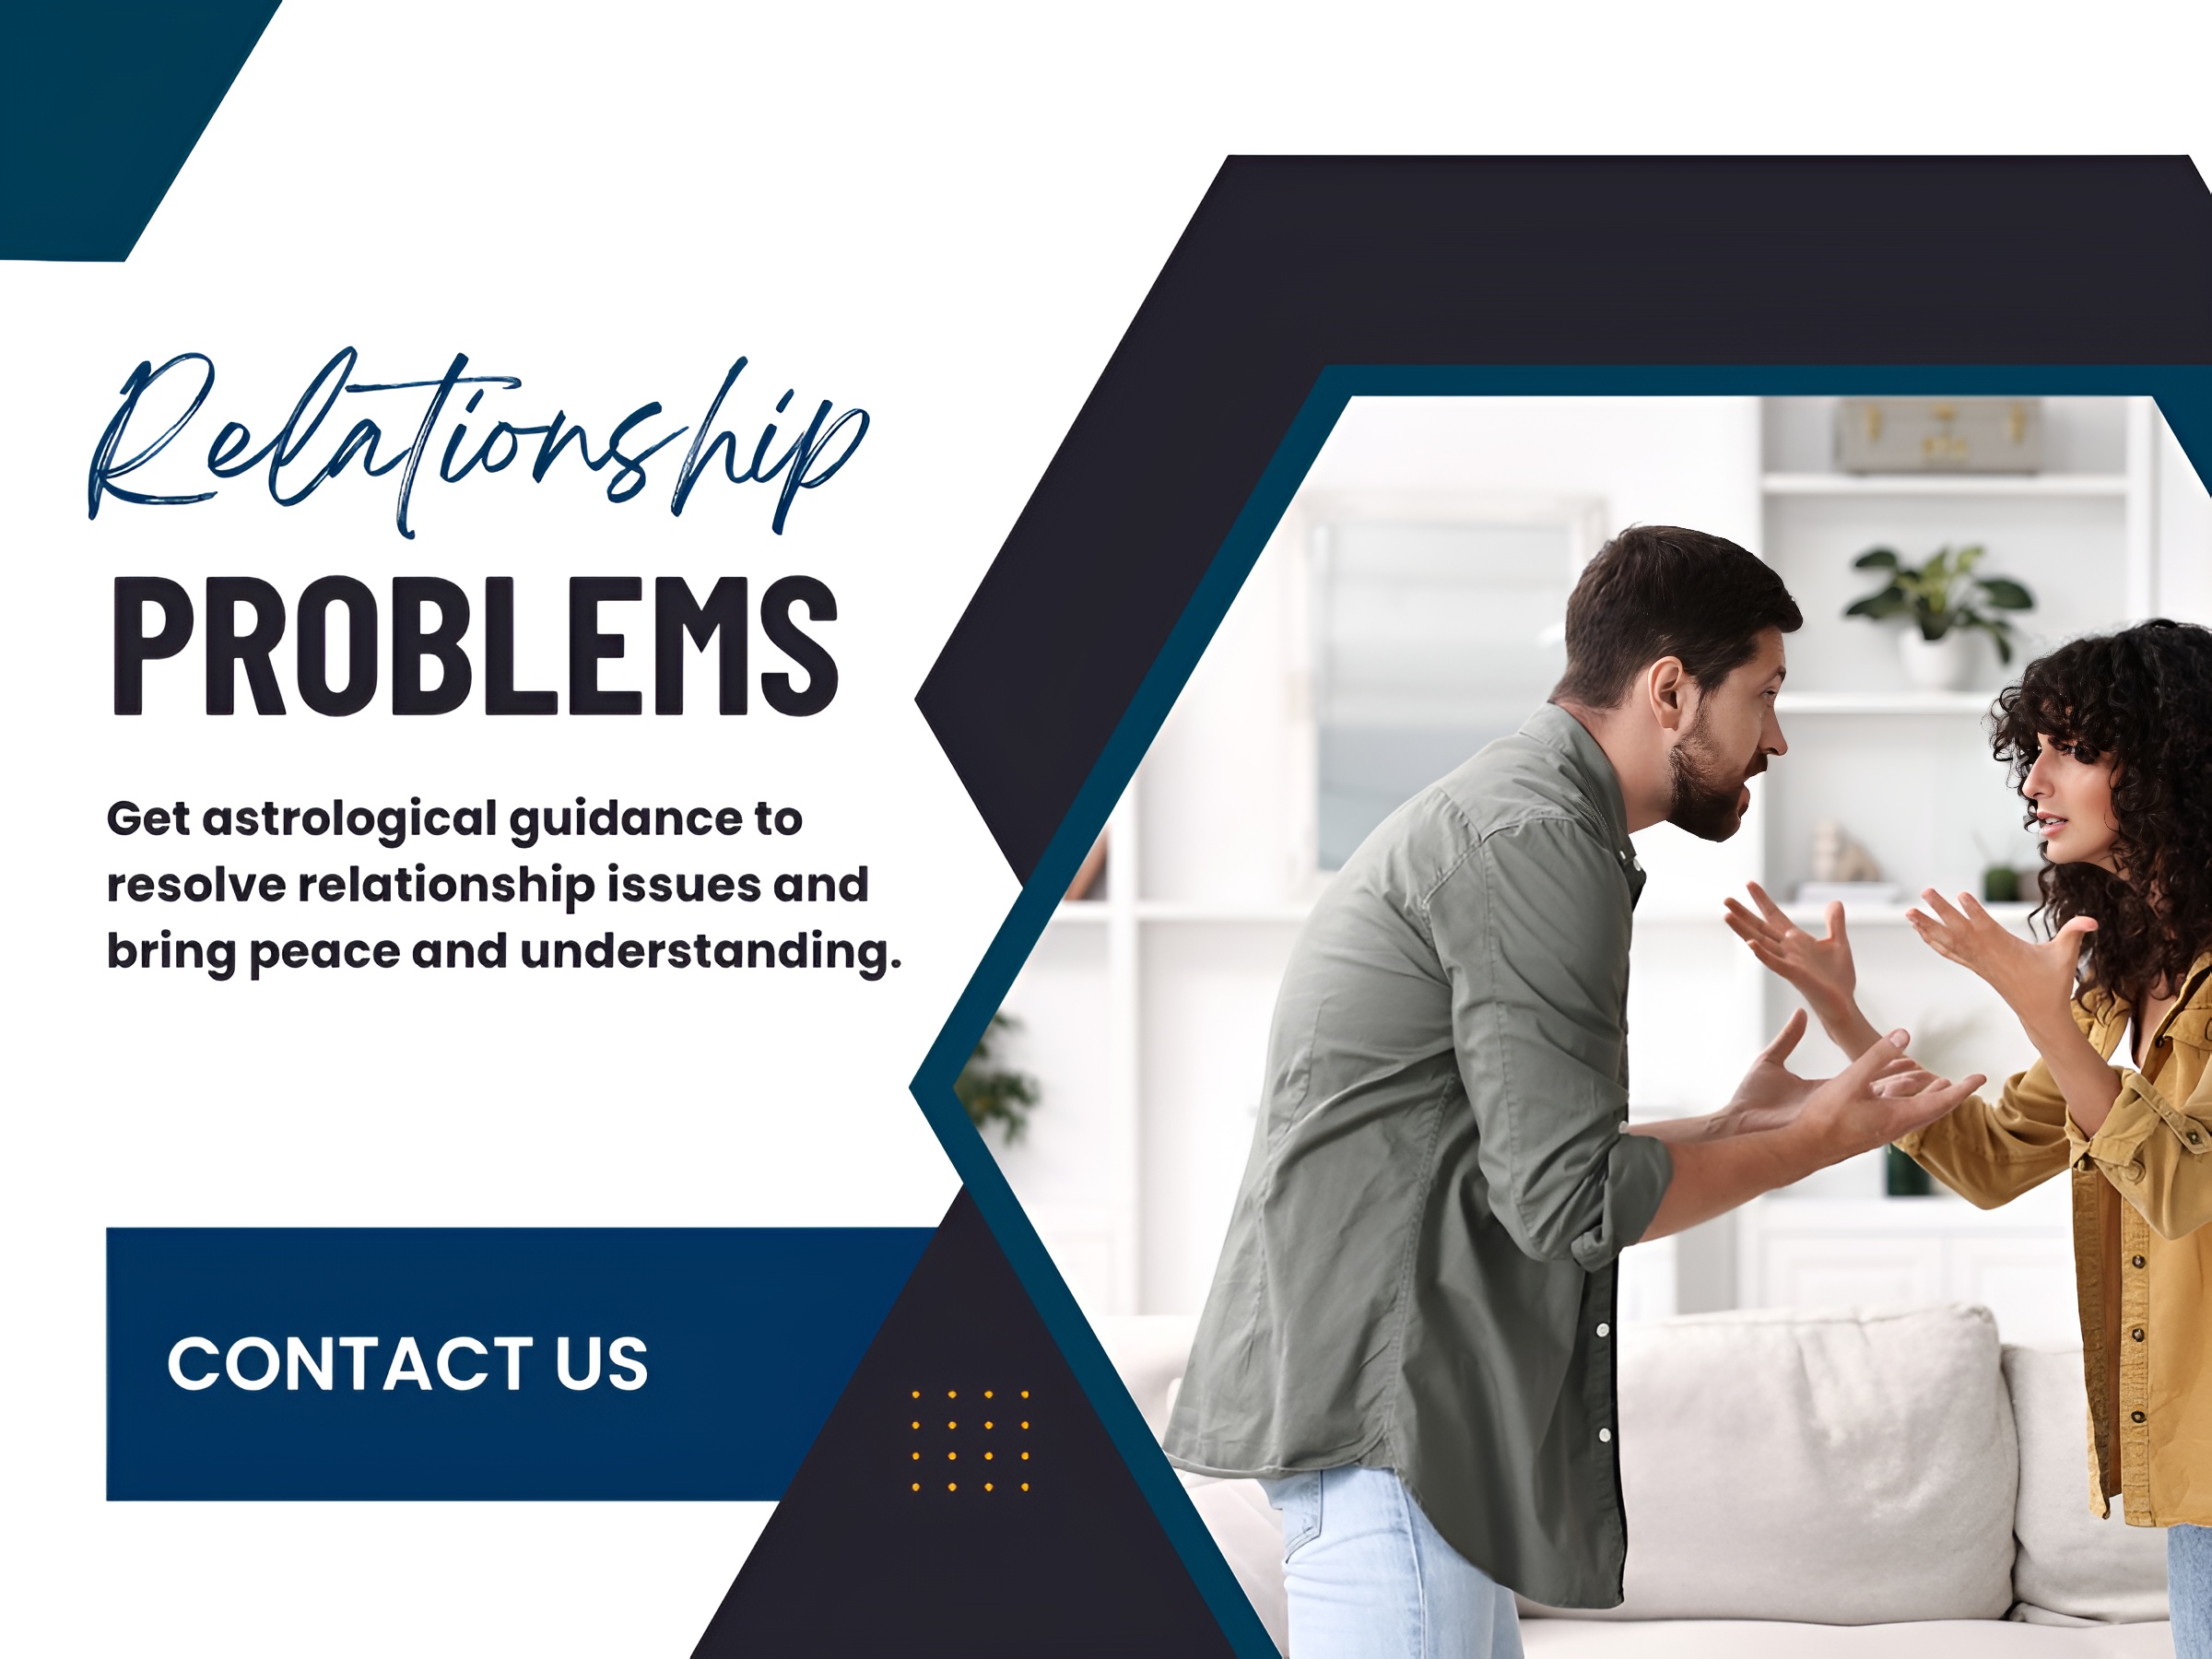 Relationship
PROBLEMS
Get astrological guidance to
resolve relationship issues and
bring peace and understanding.
CONTACT US